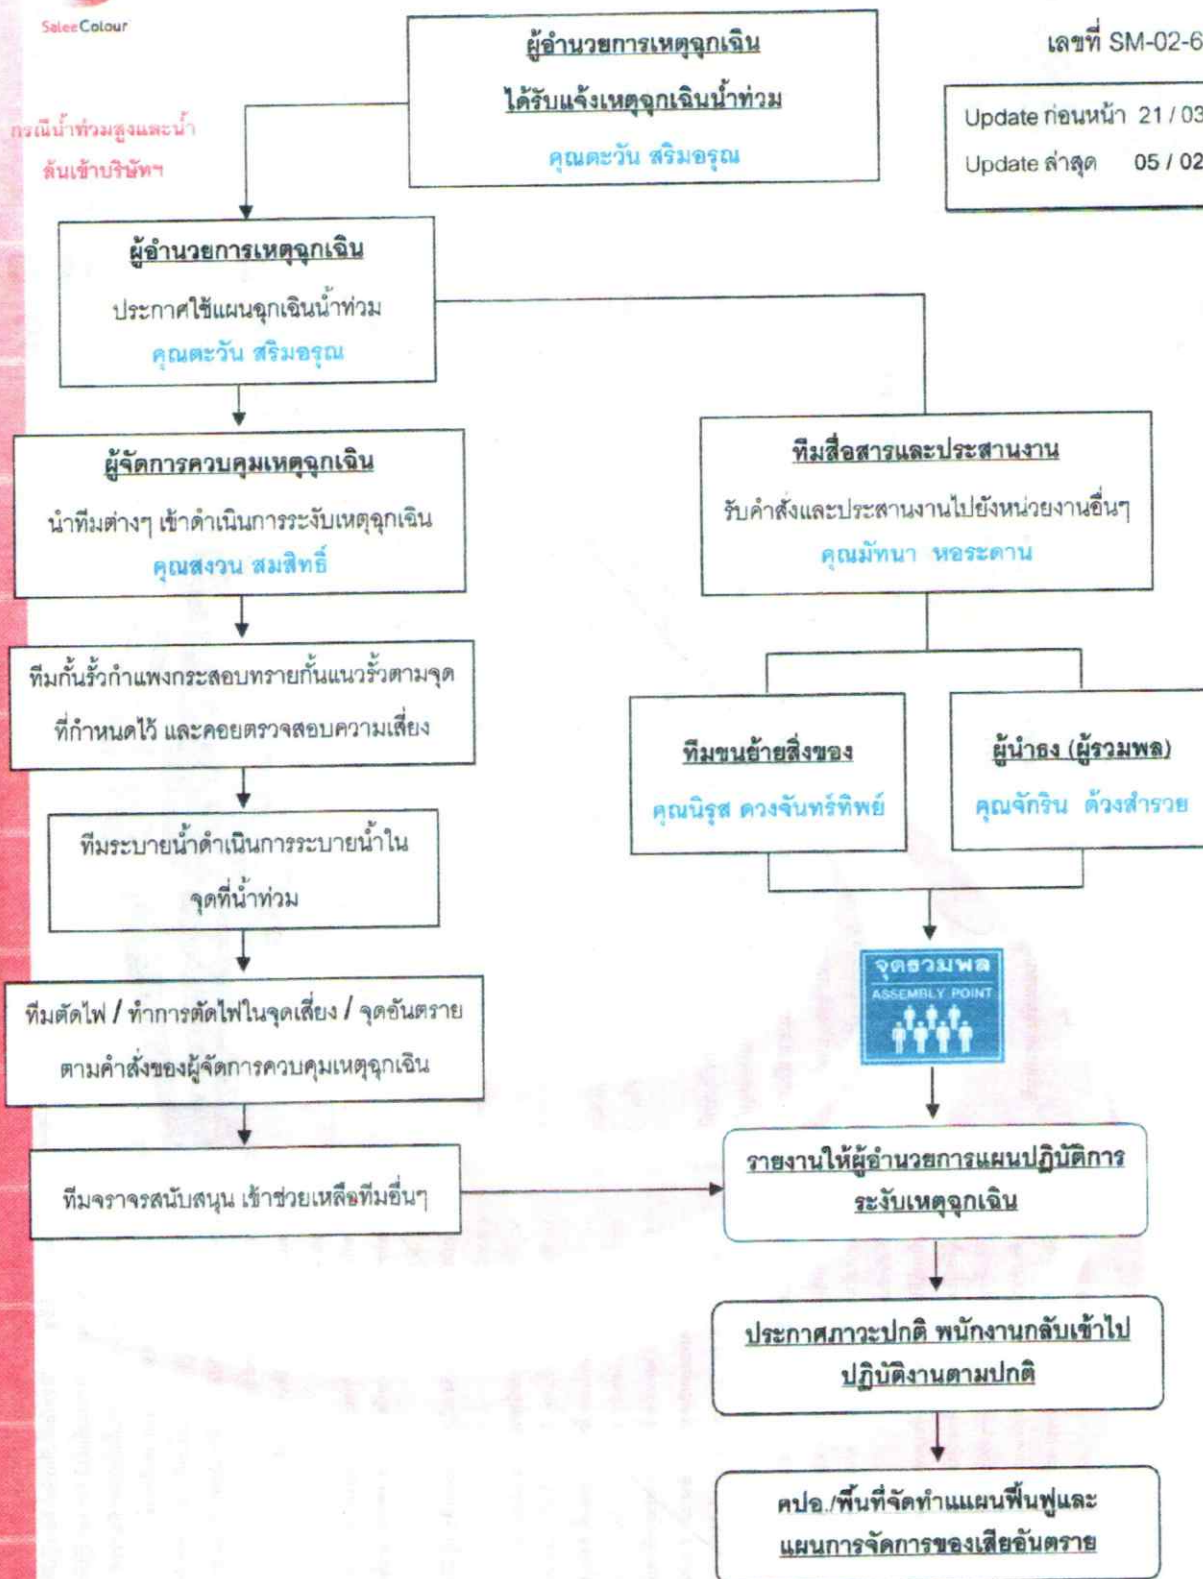 SaleeColour
เลขที่ SM-02-6
Update ก่อนหน้า 21 / 03
Update ล่าสุด 05 / 02
กรณีน้ำท่วมสูงและน้ำ
ล้นเข้าบริษัทฯ
ผู้อำนวยการเหตุฉุกเฉิน
ได้รับแจ้งเหตุฉุกเฉินน้ำท่วม
คุณตะวัน สริมอรุณ
ผู้อำนวยการเหตุฉุกเฉิน
ประกาศใช้แผนฉุกเฉินน้ำท่วม
คุณตะวัน สริมอรุณ
ผู้จัดการควบคุมเหตุฉุกเฉิน
นำทีมต่างๆ เข้าดำเนินการระงับเหตุฉุกเฉิน
คุณสงวน สมสิทธิ์
ทีมกั้นรั้วกำแพงกระสอบทรายกั้นแนวรั้วตามจุด
ที่กำหนดไว้ และคอยตรวจสอบความเสี่ยง
ทีมระบายน้ำดำเนินการระบายน้ำใน
จุดที่น้ำท่วม
ทีมตัดไฟ / ทำการตัดไฟในจุดเสี่ยง / จุดอันตราย
ตามคำสั่งของผู้จัดการควบคุมเหตุฉุกเฉิน
ทีมจราจรสนับสนุน เข้าช่วยเหลือทีมอื่นๆ
ทีมสื่อสารและประสานงาน
รับคำสั่งและประสานงานไปยังหน่วยงานอื่นๆ
คุณมัทนา หอระดาน
ทีมขนย้ายสิ่งของ
คุณนิรุส ดวงจันทร์ทิพย์
ผู้นำธง (ผู้รวมพล)
คุณจักริน ด้วงสำรวย
จุดรวมพล
ASSEMBLY POINT
รายงานให้ผู้อำนวยการแผนปฏิบัติการ
ระงับเหตุฉุกเฉิน
ประกาศภาวะปกติ พนักงานกลับเข้าไป
ปฏิบัติงานตามปกติ
คปอ./พื้นที่จัดทำแแผนฟื้นฟูและ
แผนการจัดการของเสียอันตราย